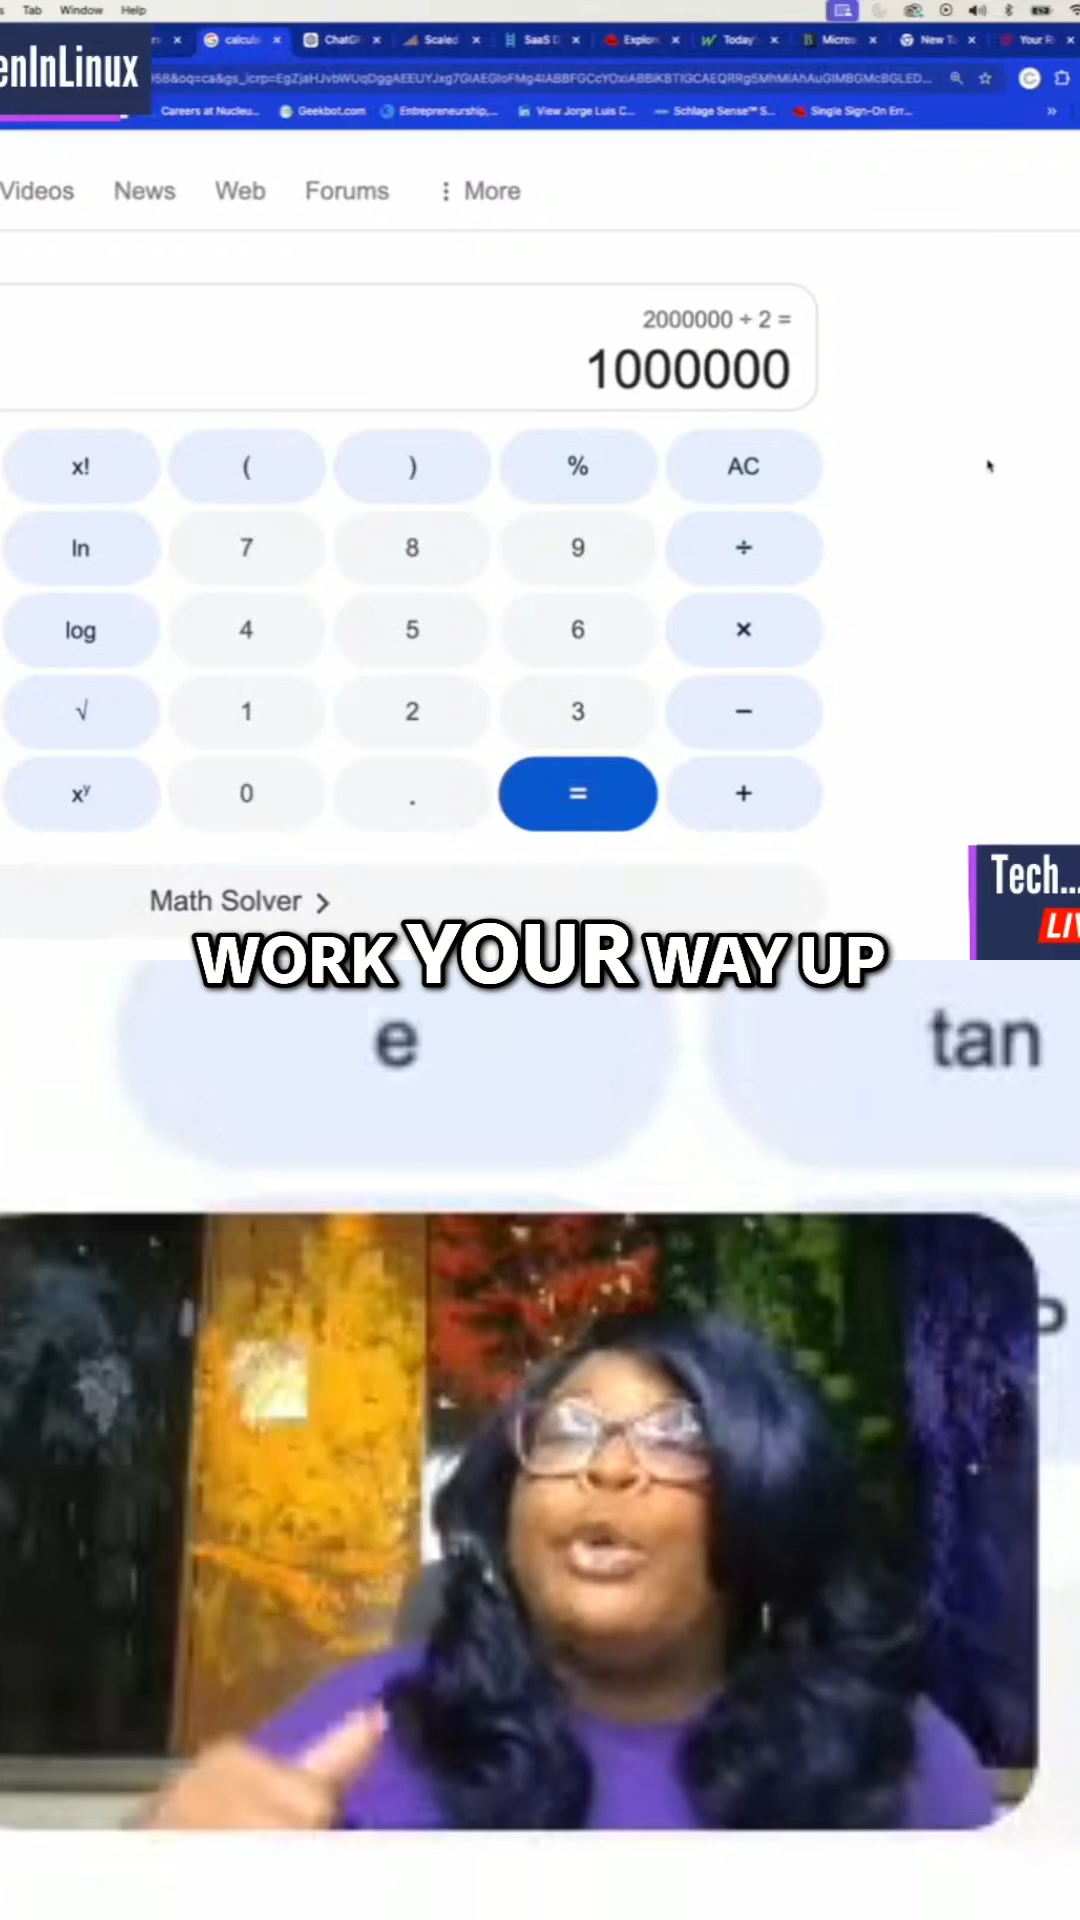 Tab Window Help
enInLinux
calcul ChatG Scaled SaaS Explor Today' Micros New T Your R
Careers at Nucleu... Geekbot.com Entrepreneurship,... View Jorge Luis C... Schlage Sense™ S... Single Sign-On Err... »
Videos News Web Forums More
2000000 ÷ 2 =
1000000
x! ( ) % AC
ln 7 8 9 ÷
log 4 5 6 ×
√ 1 2 3 −
xʸ 0 . = +
Math Solver
Tech...
LIV
WORK YOUR WAY UP
e tan